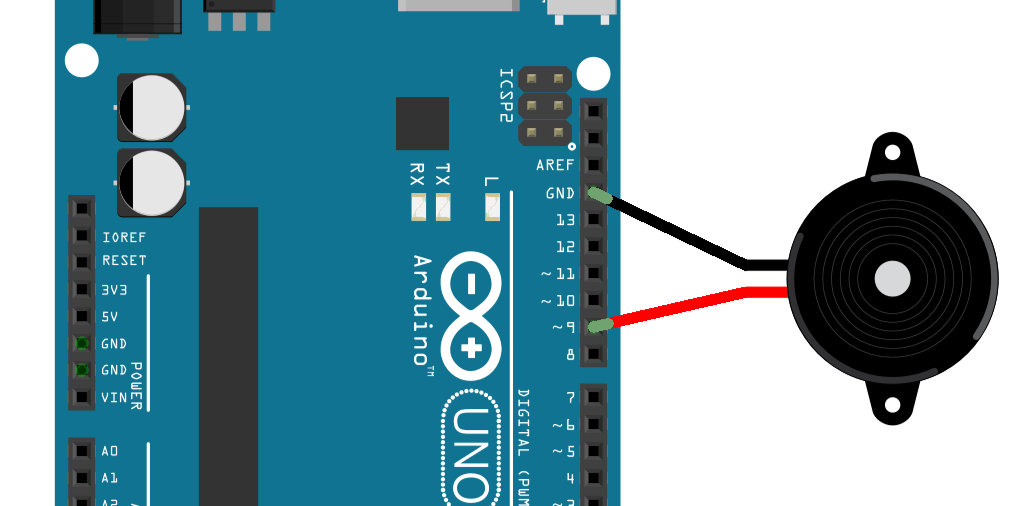 ICSP2
AREF
GND
13
12
~11
~10
~9
8
7
~6
~5
4
~3
RX
TX
L
Arduino™
UNO
DIGITAL (PWM
IOREF
RESET
3V3
5V
GND
GND
VIN
POWER
A0
A1
A2